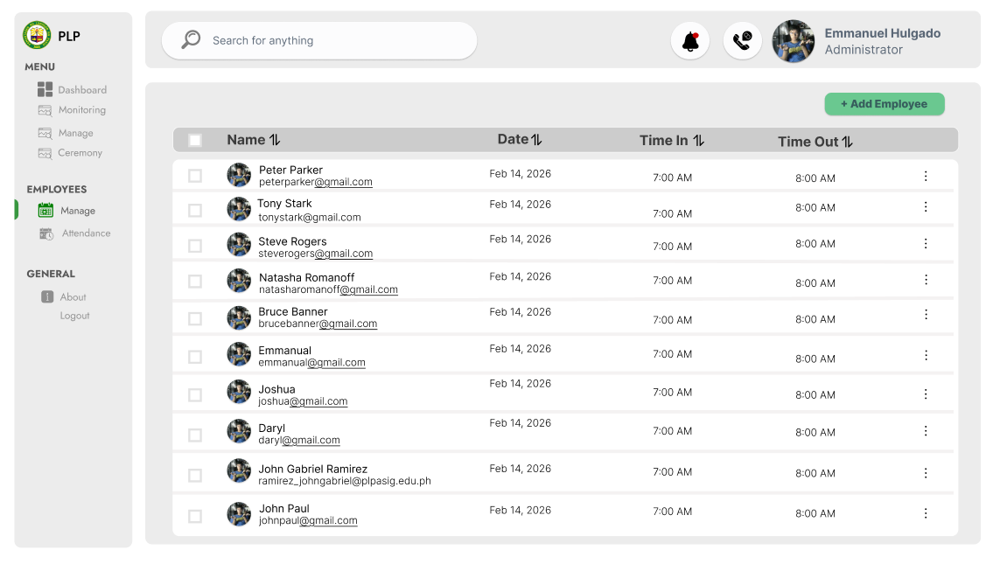 PLP
MENU
Dashboard
Monitoring
Manage
Ceremony
EMPLOYEES
Manage
Attendance
GENERAL
About
Logout
Search for anything
Emmanuel Hulgado
Administrator
+ Add Employee
Name Date Time In Time Out
Peter Parker
peterparker@gmail.com
Feb 14, 2026 7:00 AM 8:00 AM
Tony Stark
tonystark@gmail.com
Feb 14, 2026 7:00 AM 8:00 AM
Steve Rogers
steverogers@gmail.com
Feb 14, 2026 7:00 AM 8:00 AM
Natasha Romanoff
natasharomanoff@gmail.com
Feb 14, 2026 7:00 AM 8:00 AM
Bruce Banner
brucebanner@gmail.com
Feb 14, 2026 7:00 AM 8:00 AM
Emmanual
emmanual@gmail.com
Feb 14, 2026 7:00 AM 8:00 AM
Joshua
joshua@gmail.com
Feb 14, 2026 7:00 AM 8:00 AM
Daryl
daryl@gmail.com
Feb 14, 2026 7:00 AM 8:00 AM
John Gabriel Ramirez
ramirez_johngabriel@plpasig.edu.ph
Feb 14, 2026 7:00 AM 8:00 AM
John Paul
johnpaul@gmail.com
Feb 14, 2026 7:00 AM 8:00 AM